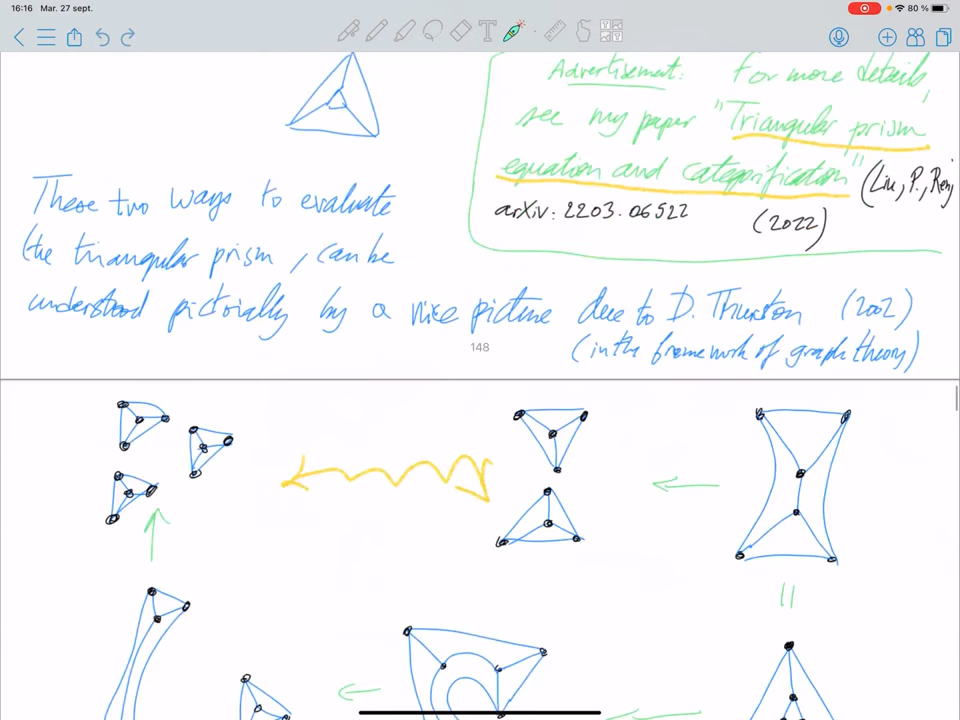 16:16 Mar. 27 sept.
80 %
Advertisement: For more details,
see my paper "Triangular prism
equation and categorification" (Liu, P., Ren,
arXiv: 2203.06522 (2022)
These two ways to evaluate
the triangular prism, can be
understood pictorially by a nice picture due to D. Thurston (2002)
(in the framework of graph theory)
148